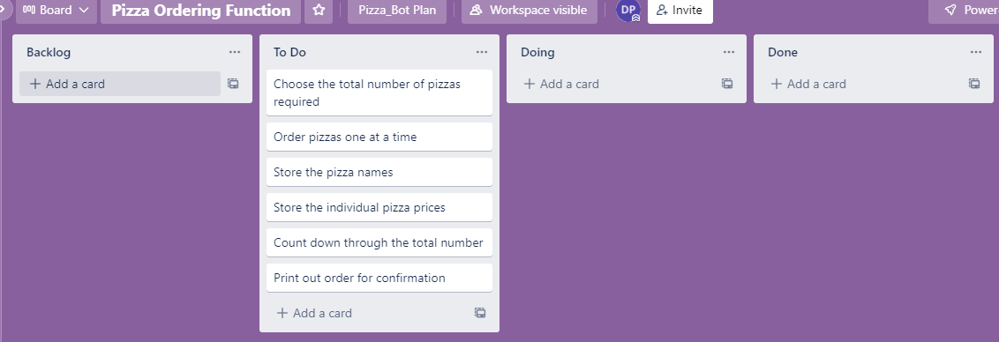 Board
Pizza Ordering Function
Pizza_Bot Plan
Workspace visible
DP
Invite
Power-
Backlog
+ Add a card
To Do
Choose the total number of pizzas
required
Order pizzas one at a time
Store the pizza names
Store the individual pizza prices
Count down through the total number
Print out order for confirmation
+ Add a card
Doing
+ Add a card
Done
+ Add a card